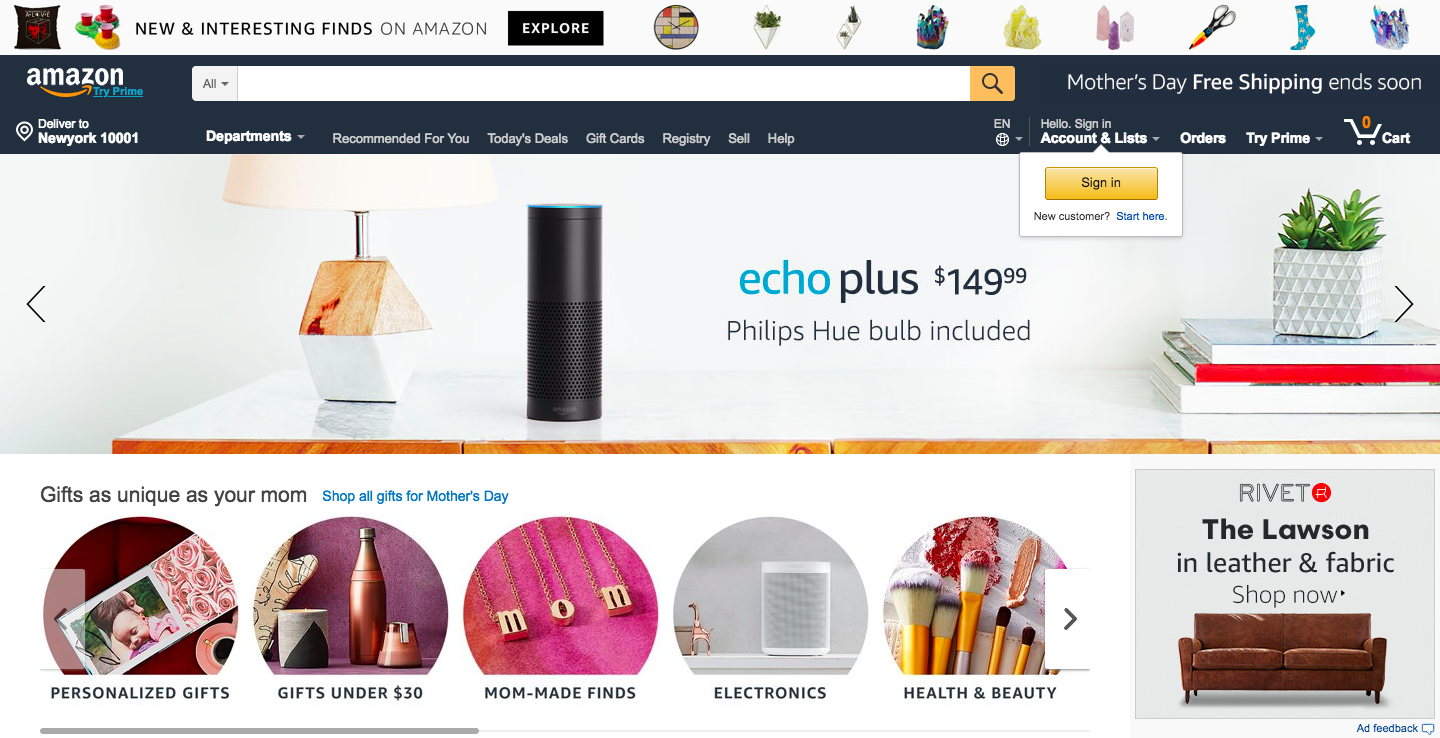 NEW & INTERESTING FINDS ON AMAZON
EXPLORE
amazon
Try Prime
All
Mother's Day Free Shipping ends soon
Deliver to
Newyork 10001
Departments
Recommended For You
Today's Deals
Gift Cards
Registry
Sell
Help
EN
Hello. Sign in
Account & Lists
Orders
Try Prime
0
Cart
Sign in
New customer? Start here.
echo plus $149.99
Philips Hue bulb included
amazon
Gifts as unique as your mom
Shop all gifts for Mother's Day
PERSONALIZED GIFTS
GIFTS UNDER $30
MOM-MADE FINDS
ELECTRONICS
HEALTH & BEAUTY
RIVET R
The Lawson
in leather & fabric
Shop now
Ad feedback